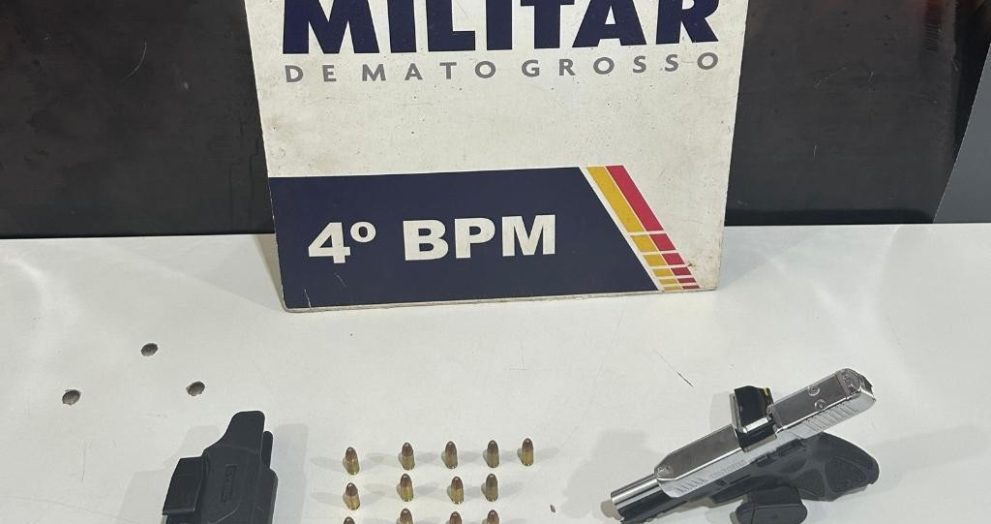 MILITAR
DE MATO GROSSO
4º BPM